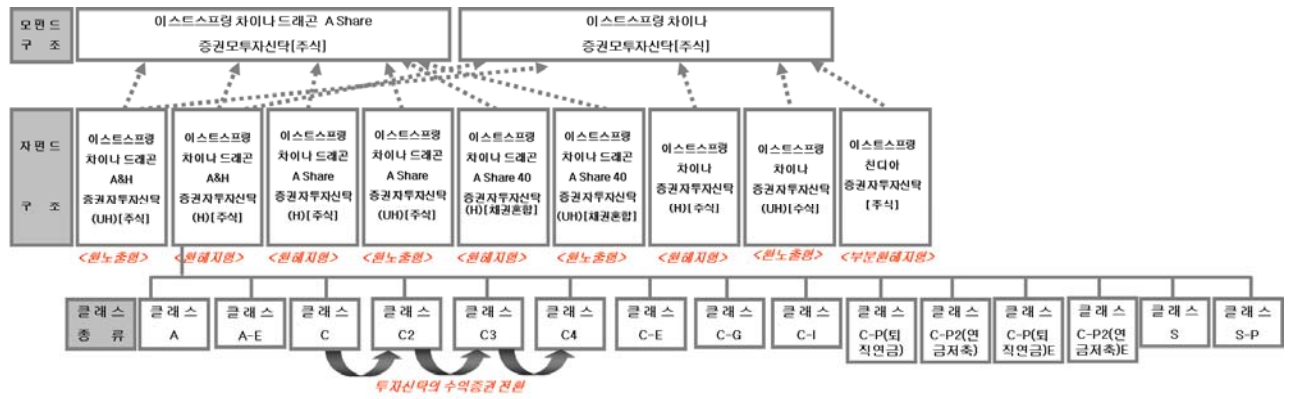 모펀드
구 조
이스트스프링 차이나 드래곤 A Share
증권모투자신탁[주식]
이스트스프링 차이나
증권모투자신탁[주식]
자펀드
구 조
이스트스프링
차이나 드래곤
A&H
증권자투자신탁
(UH)[주식]
이스트스프링
차이나 드래곤
A&H
증권자투자신탁
(H)[주식]
이스트스프링
차이나 드래곤
A Share
증권자투자신탁
(H)[주식]
이스트스프링
차이나 드래곤
A Share
증권자투자신탁
(UH)[주식]
이스트스프링
차이나 드래곤
A Share 40
증권자투자신탁
(H)[채권혼합]
이스트스프링
차이나 드래곤
A Share 40
증권자투자신탁
(UH)[채권혼합]
이스트스프링
차이나
증권자투자신탁
(H)[주식]
이스트스프링
차이나
증권자투자신탁
(UH)[주식]
이스트스프링
친디아
증권자투자신탁
[주식]
<환노출형>
<환헤지형>
<환헤지형>
<환노출형>
<환헤지형>
<환노출형>
<환헤지형>
<환노출형>
<부분환헤지형>
클래스
종 류
클래스
A
클래스
A-E
클래스
C
클래스
C2
클래스
C3
클래스
C4
클래스
C-E
클래스
C-G
클래스
C-I
클래스
C-P(퇴
직연금)
클래스
C-P2(연
금저축)
클래스
C-P(퇴
직연금)E
클래스
C-P2(연
금저축)E
클래스
S
클래스
S-P
투자신탁의 수익증권 전환